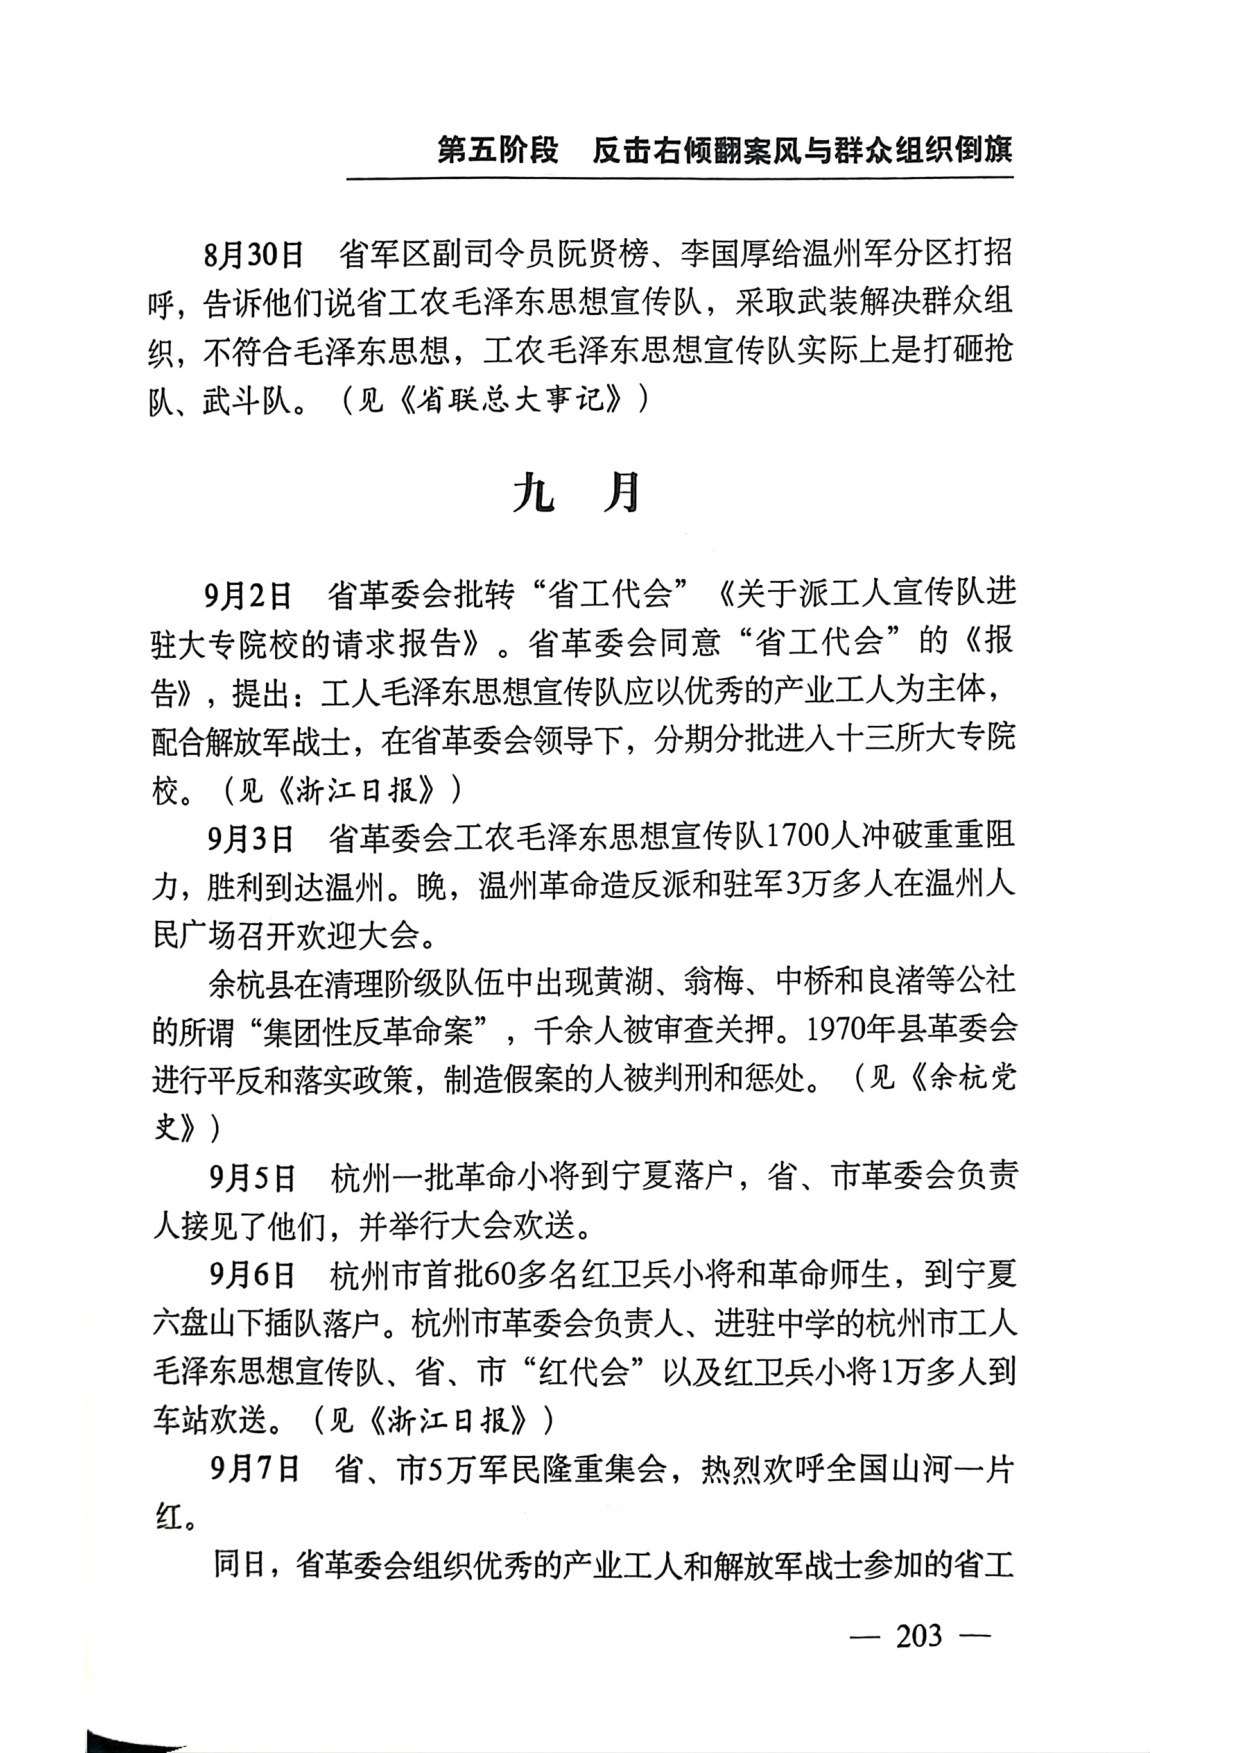 第五阶段　反击右倾翻案风与群众组织倒旗
8月30日　省军区副司令员阮贤榜、李国厚给温州军分区打招
呼，告诉他们说省工农毛泽东思想宣传队，采取武装解决群众组
织，不符合毛泽东思想，工农毛泽东思想宣传队实际上是打砸抢
队、武斗队。（见《省联总大事记》）
九　月
9月2日　省革委会批转“省工代会”《关于派工人宣传队进
驻大专院校的请求报告》。省革委会同意“省工代会”的《报
告》，提出：工人毛泽东思想宣传队应以优秀的产业工人为主体，
配合解放军战士，在省革委会领导下，分期分批进入十三所大专院
校。（见《浙江日报》）
9月3日　省革委会工农毛泽东思想宣传队1700人冲破重重阻
力，胜利到达温州。晚，温州革命造反派和驻军3万多人在温州人
民广场召开欢迎大会。
余杭县在清理阶级队伍中出现黄湖、翁梅、中桥和良渚等公社
的所谓“集团性反革命案”，千余人被审查关押。1970年县革委会
进行平反和落实政策，制造假案的人被判刑和惩处。（见《余杭党
史》）
9月5日　杭州一批革命小将到宁夏落户，省、市革委会负责
人接见了他们，并举行大会欢送。
9月6日　杭州市首批60多名红卫兵小将和革命师生，到宁夏
六盘山下插队落户。杭州市革委会负责人、进驻中学的杭州市工人
毛泽东思想宣传队、省、市“红代会”以及红卫兵小将1万多人到
车站欢送。（见《浙江日报》）
9月7日　省、市5万军民隆重集会，热烈欢呼全国山河一片
红。
同日，省革委会组织优秀的产业工人和解放军战士参加的省工
— 203 —